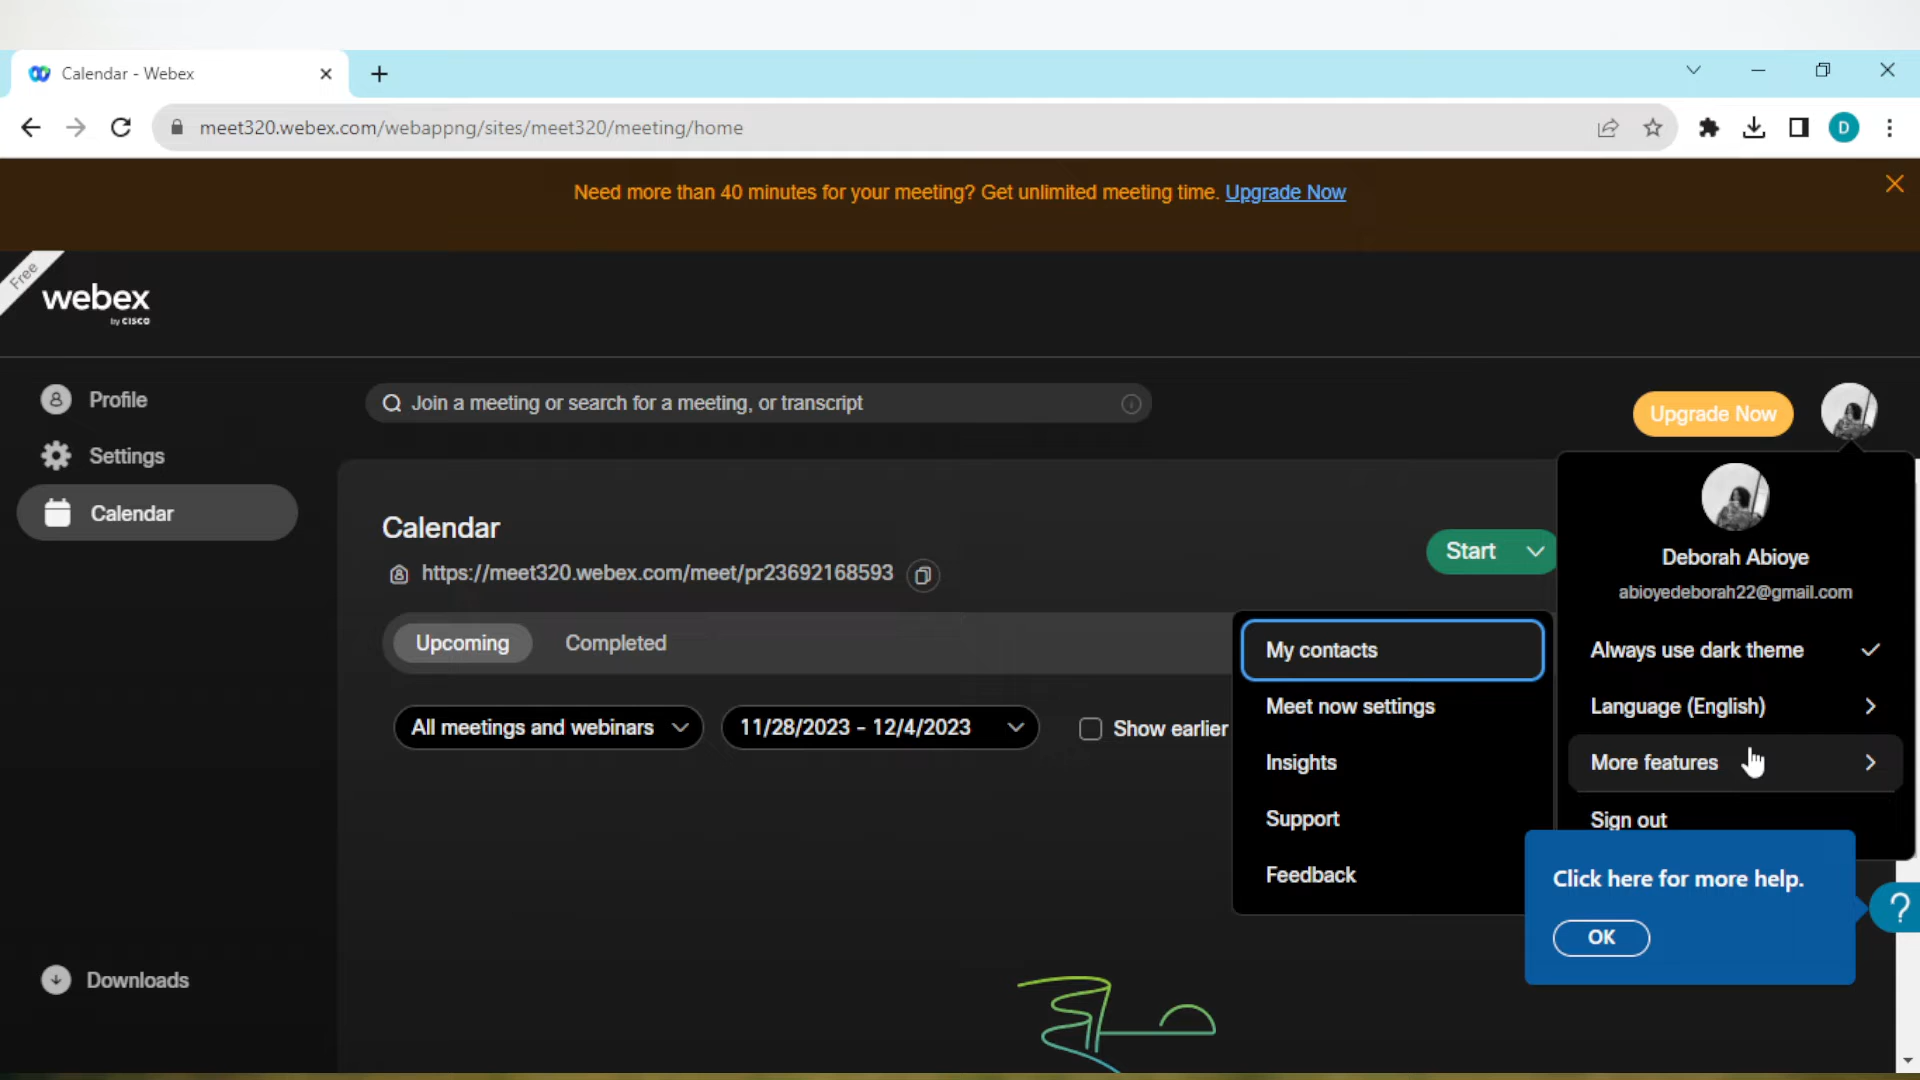 Calendar - Webex
meet320.webex.com/webappng/sites/meet320/meeting/home
D
Need more than 40 minutes for your meeting? Get unlimited meeting time. Upgrade Now
Free
webex
by CISCO
Profile
Settings
Calendar
Downloads
Join a meeting or search for a meeting, or transcript
Upgrade Now
Calendar
https://meet320.webex.com/meet/pr23692168593
Start
Upcoming
Completed
All meetings and webinars
11/28/2023 - 12/4/2023
Show earlier
My contacts
Meet now settings
Insights
Support
Feedback
Deborah Abioye
abioyedeborah22@gmail.com
Always use dark theme
Language (English)
More features
Sign out
Click here for more help.
OK
?